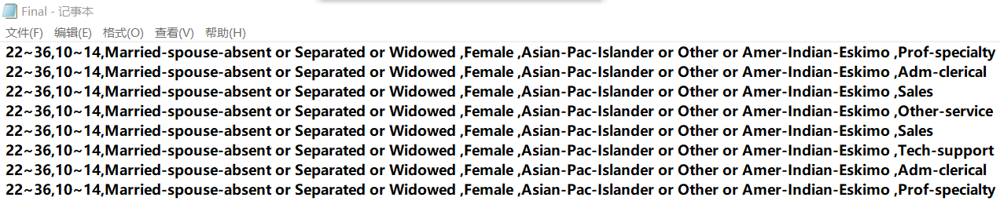 Final - 记事本
文件(F) 编辑(E) 格式(O) 查看(V) 帮助(H)
22~36,10~14,Married-spouse-absent or Separated or Widowed ,Female ,Asian-Pac-Islander or Other or Amer-Indian-Eskimo ,Prof-specialty
22~36,10~14,Married-spouse-absent or Separated or Widowed ,Female ,Asian-Pac-Islander or Other or Amer-Indian-Eskimo ,Adm-clerical
22~36,10~14,Married-spouse-absent or Separated or Widowed ,Female ,Asian-Pac-Islander or Other or Amer-Indian-Eskimo ,Sales
22~36,10~14,Married-spouse-absent or Separated or Widowed ,Female ,Asian-Pac-Islander or Other or Amer-Indian-Eskimo ,Other-service
22~36,10~14,Married-spouse-absent or Separated or Widowed ,Female ,Asian-Pac-Islander or Other or Amer-Indian-Eskimo ,Sales
22~36,10~14,Married-spouse-absent or Separated or Widowed ,Female ,Asian-Pac-Islander or Other or Amer-Indian-Eskimo ,Tech-support
22~36,10~14,Married-spouse-absent or Separated or Widowed ,Female ,Asian-Pac-Islander or Other or Amer-Indian-Eskimo ,Adm-clerical
22~36,10~14,Married-spouse-absent or Separated or Widowed ,Female ,Asian-Pac-Islander or Other or Amer-Indian-Eskimo ,Prof-specialty